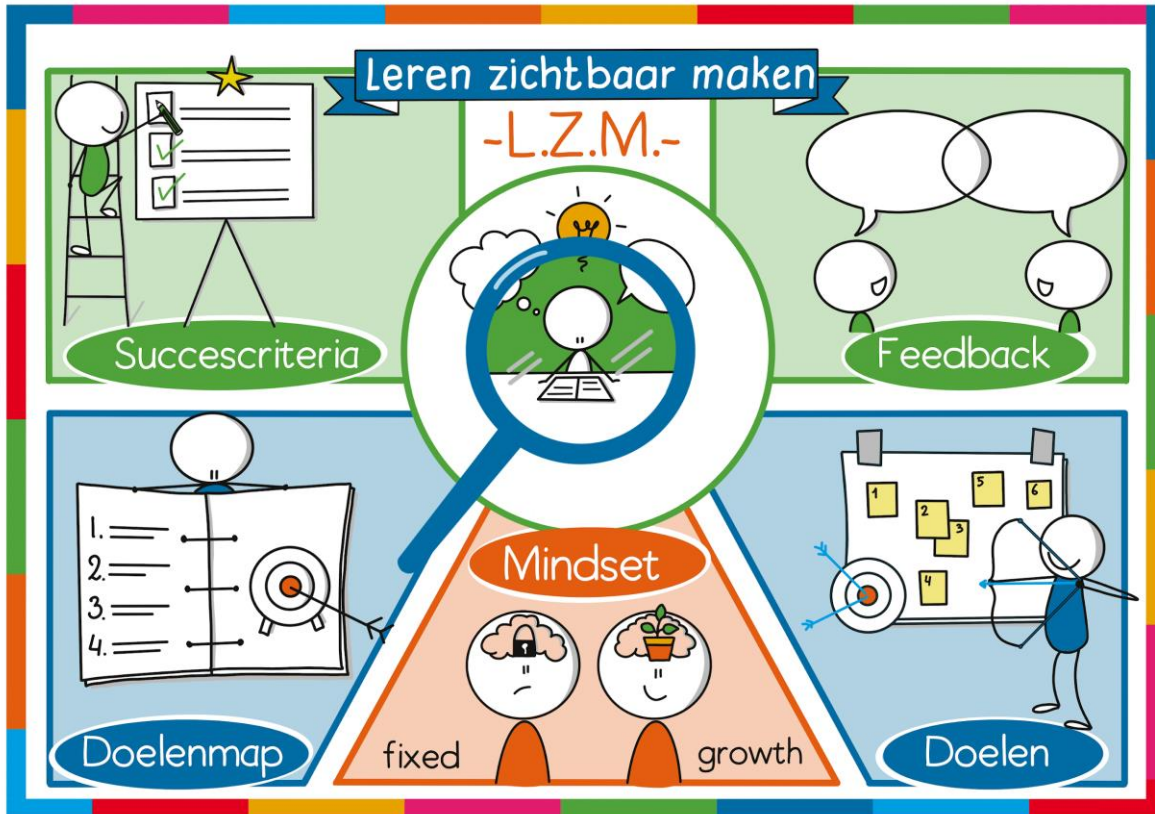 Leren zichtbaar maken
-L.Z.M.-
Succescriteria
Feedback
1.
2.
3.
4.
Doelenmap
Mindset
fixed
growth
1
2
3
4
5
6
Doelen